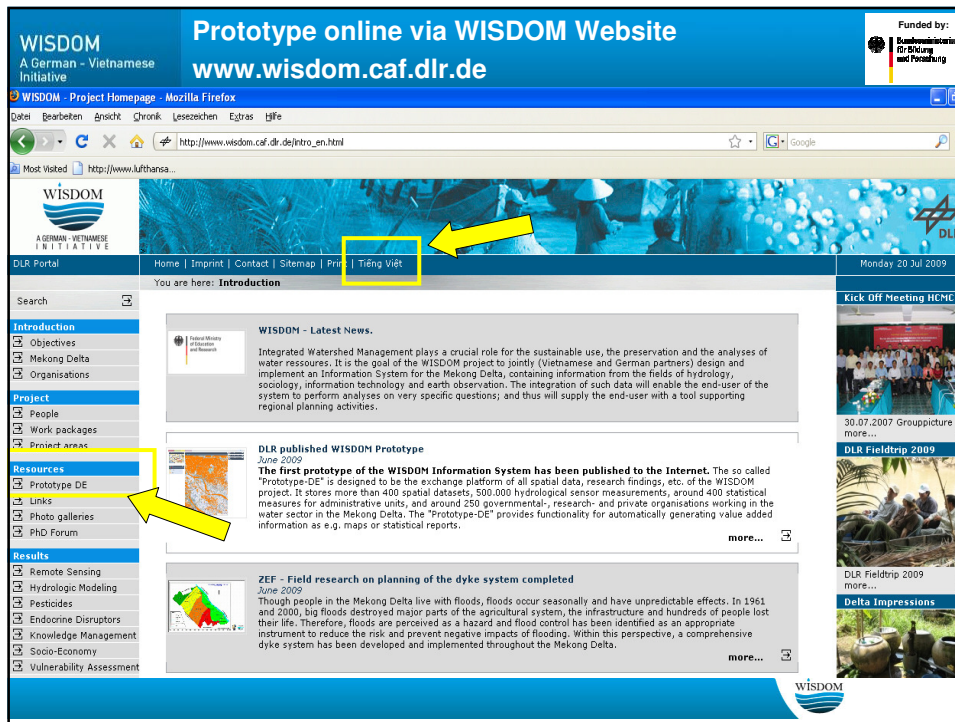 WISDOM
A German - Vietnamese
Initiative
Prototype online via WISDOM Website
www.wisdom.caf.dlr.de
Funded by:
Bundesministerium
für Bildung
und Forschung
WISDOM - Project Homepage - Mozilla Firefox
Datei Bearbeiten Ansicht Chronik Lesezeichen Extras Hilfe
http://www.wisdom.caf.dlr.de/intro_en.html
G Google
Most Visited http://www.lufthansa...
WISDOM
A GERMAN - VIETNAMESE
INITIATIVE
DLR
DLR Portal
Home | Imprint | Contact | Sitemap | Print | Tiếng Việt
Monday 20 Jul 2009
You are here: Introduction
Search
Introduction
Objectives
Mekong Delta
Organisations
Project
People
Work packages
Project areas
Resources
Prototype DE
Links
Photo galleries
PhD Forum
Results
Remote Sensing
Hydrologic Modeling
Pesticides
Endocrine Disruptors
Knowledge Management
Socio-Economy
Vulnerability Assessment
Federal Ministry
of Education
and Research
WISDOM - Latest News.
Integrated Watershed Management plays a crucial role for the sustainable use, the preservation and the analyses of
water ressoures. It is the goal of the WISDOM project to jointly (Vietnamese and German partners) design and
implement an Information System for the Mekong Delta, containing information from the fields of hydrology,
sociology, information technology and earth observation. The integration of such data will enable the end-user of the
system to perform analyses on very specific questions; and thus will supply the end-user with a tool supporting
regional planning activities.
DLR published WISDOM Prototype
June 2009
The first prototype of the WISDOM Information System has been published to the Internet. The so called
"Prototype-DE" is designed to be the exchange platform of all spatial data, research findings, etc. of the WISDOM
project. It stores more than 400 spatial datasets, 500.000 hydrological sensor measurements, around 400 statistical
measures for administrative units, and around 250 governmental-, research- and private organisations working in the
water sector in the Mekong Delta. The "Prototype-DE" provides functionality for automatically generating value added
information as e.g. maps or statistical reports.
more...
ZEF - Field research on planning of the dyke system completed
June 2009
Though people in the Mekong Delta live with floods, floods occur seasonally and have unpredictable effects. In 1961
and 2000, big floods destroyed major parts of the agricultural system, the infrastructure and hundreds of people lost
their life. Therefore, floods are perceived as a hazard and flood control has been identified as an appropriate
instrument to reduce the risk and prevent negative impacts of flooding. Within this perspective, a comprehensive
dyke system has been developed and implemented throughout the Mekong Delta.
more...
Kick Off Meeting HCMC
30.07.2007 Grouppicture
more...
DLR Fieldtrip 2009
DLR Fieldtrip 2009
more...
Delta Impressions
WISDOM